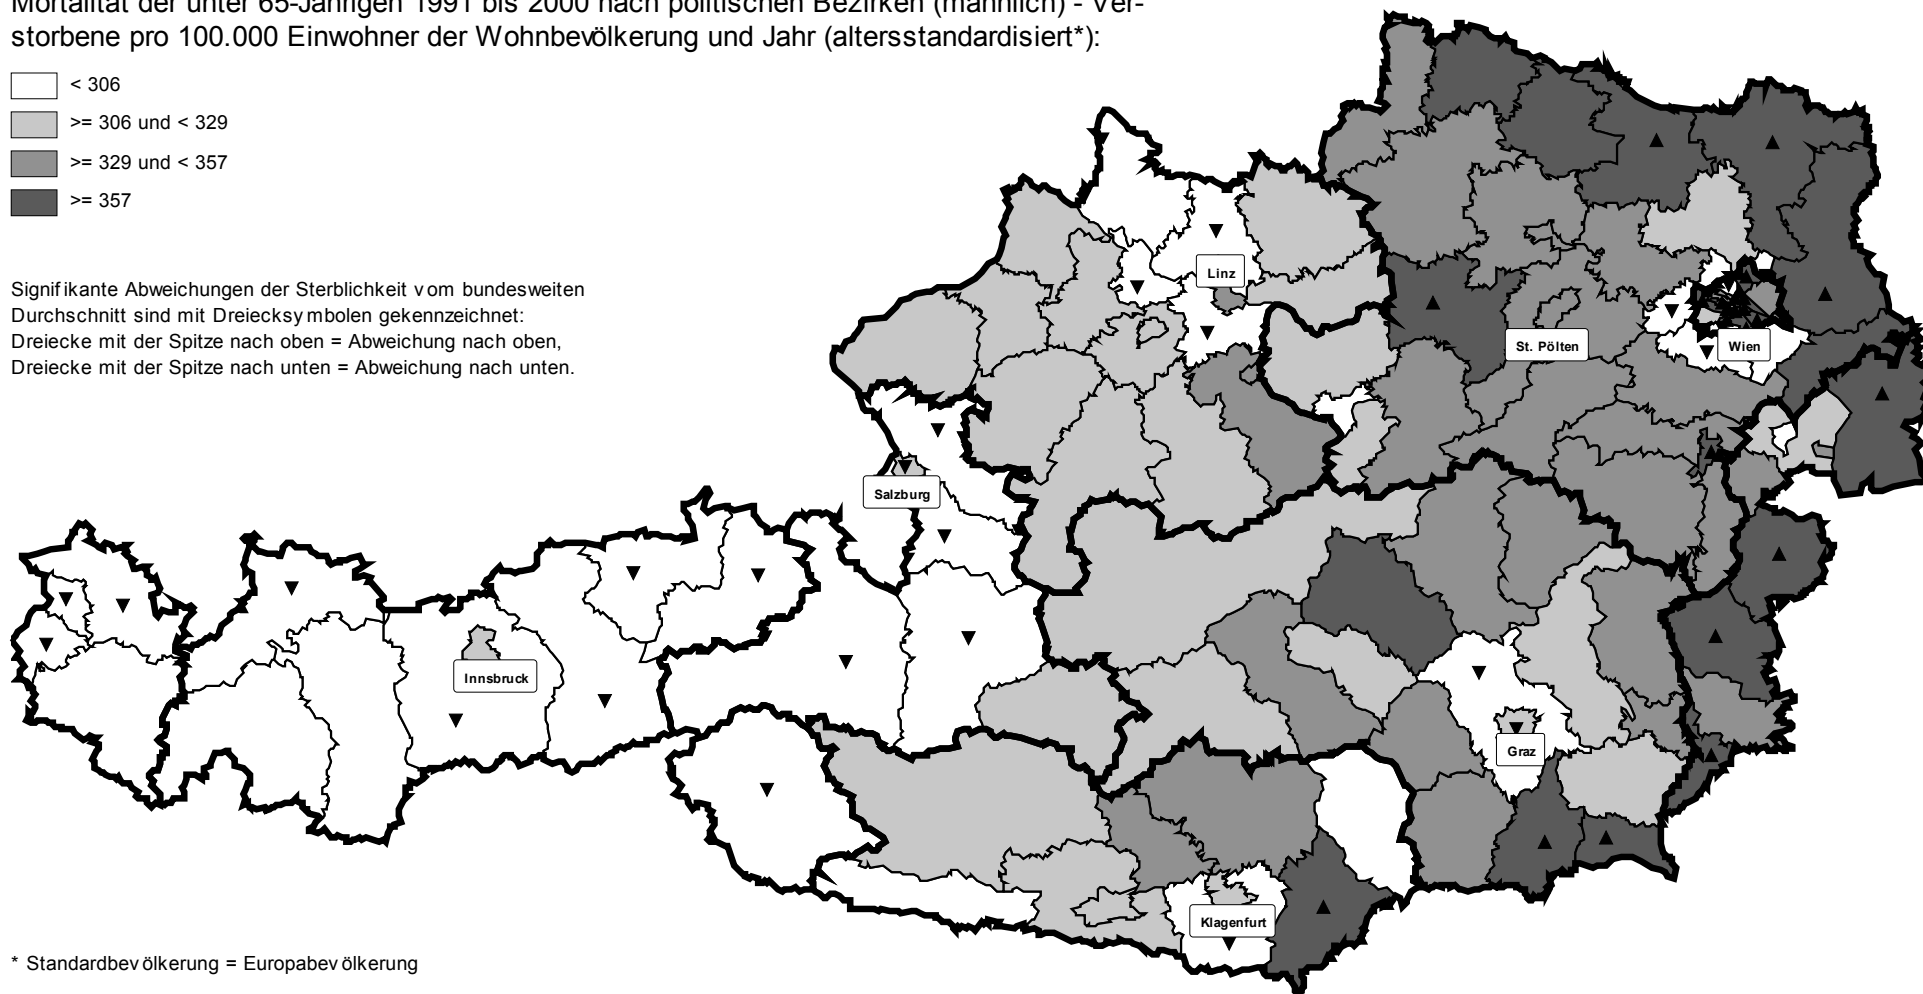 Mortalität der unter 65-Jährigen 1991 bis 2000 nach politischen Bezirken (männlich) - Ver-
storbene pro 100.000 Einwohner der Wohnbevölkerung und Jahr (altersstandardisiert*):
< 306
>= 306 und < 329
>= 329 und < 357
>= 357
Signifikante Abweichungen der Sterblichkeit vom bundesweiten
Durchschnitt sind mit Dreiecksymbolen gekennzeichnet:
Dreiecke mit der Spitze nach oben = Abweichung nach oben,
Dreiecke mit der Spitze nach unten = Abweichung nach unten.
Linz
St. Pölten
Wien
Salzburg
Innsbruck
Graz
Klagenfurt
* Standardbevölkerung = Europabevölkerung